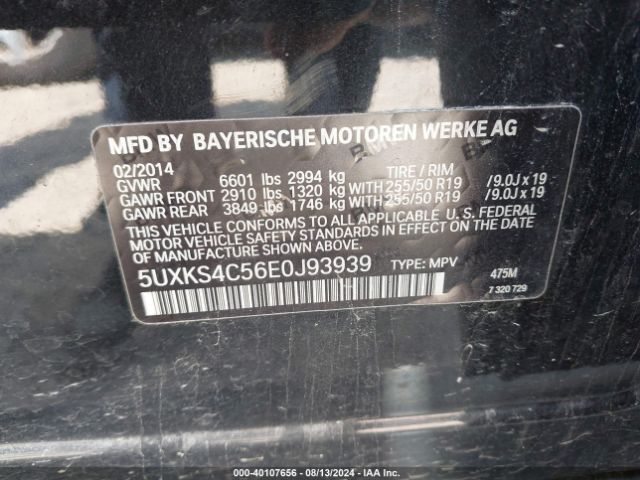 MFD BY BAYERISCHE MOTOREN WERKE AG
02/2014 TIRE / RIM
GVWR 6601 lbs 2994 kg
GAWR FRONT 2910 lbs 1320 kg WITH 255/50 R19 /9.0J x 19
GAWR REAR 3849 lbs 1746 kg WITH 255/50 R19 /9.0J x 19
THIS VEHICLE CONFORMS TO ALL APPLICABLE U. S. FEDERAL
MOTOR VEHICLE SAFETY STANDARDS IN EFFECT ON THE DATE
OF MANUFACTURE SHOWN ABOVE.
5UXKS4C56E0J93939 TYPE: MPV 475M
7 320 729
000-40107656 - 08/13/2024 - IAA Inc.